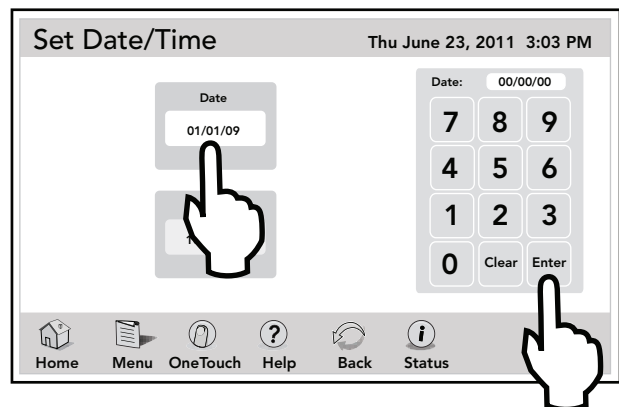 Set Date/Time
Thu June 23, 2011 3:03 PM
Date
01/01/09
Date: 00/00/00
7 8 9
4 5 6
1 2 3
0 Clear Enter
Home Menu OneTouch Help Back Status